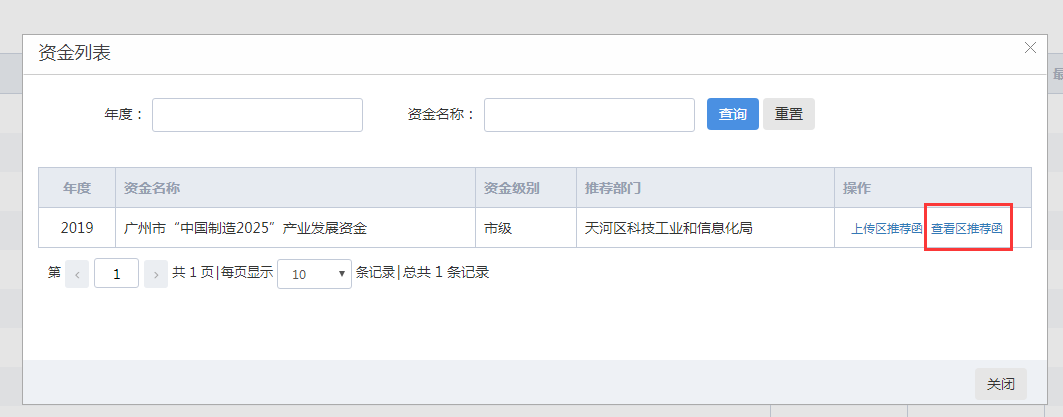 资金列表
最
年度： 资金名称： 查询 重置
年度 资金名称 资金级别 推荐部门 操作
2019 广州市“中国制造2025”产业发展资金 市级 天河区科技工业和信息化局 上传区推荐函 查看区推荐函
第 ‹ 1 › 共 1 页|每页显示 10 条记录|总共 1 条记录
关闭